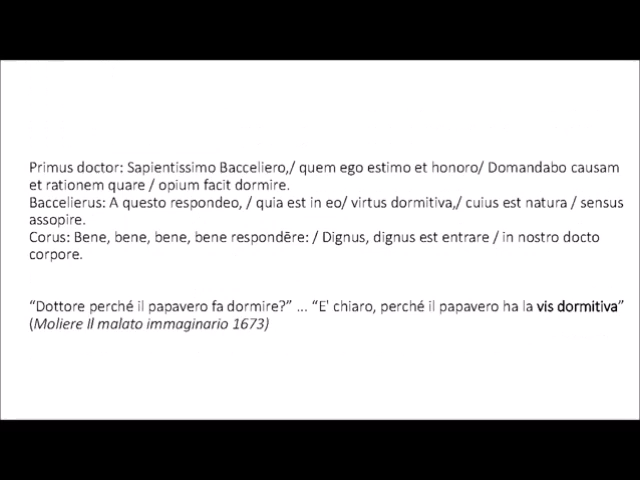 Primus doctor: Sapientissimo Bacceliero,/ quem ego estimo et honoro/ Domandabo causam
et rationem quare / opium facit dormire.
Baccelierus: A questo respondeo, / quia est in eo/ virtus dormitiva,/ cuius est natura / sensus
assopire.
Corus: Bene, bene, bene, bene respondēre: / Dignus, dignus est entrare / in nostro docto
corpore.
“Dottore perché il papavero fa dormire?” ... “E' chiaro, perché il papavero ha la vis dormitiva”
(Moliere Il malato immaginario 1673)